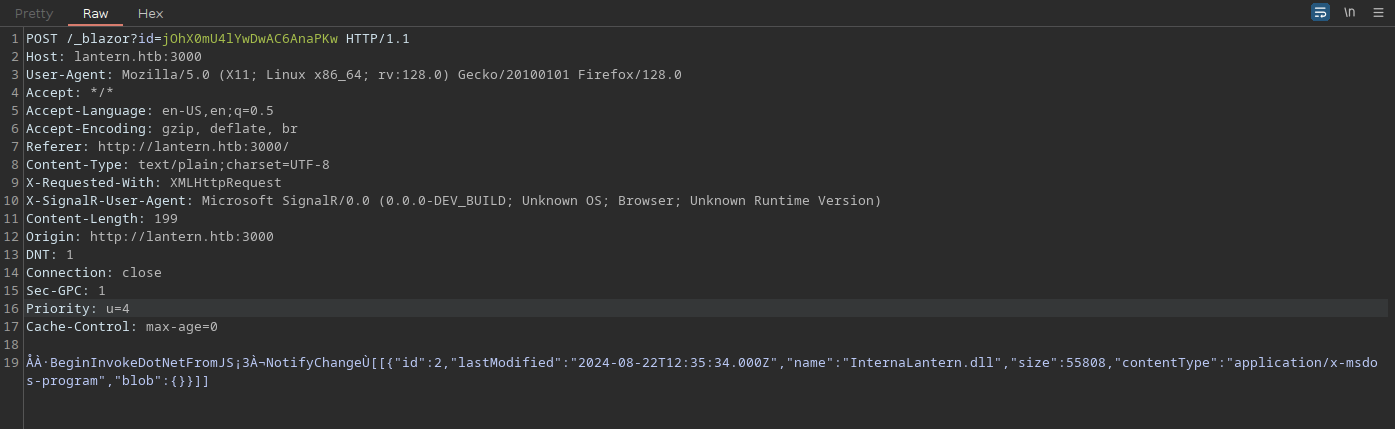 Pretty Raw Hex \n
1 POST /_blazor?id=jOhX0mU4lYwDwAC6AnaPKw HTTP/1.1
2 Host: lantern.htb:3000
3 User-Agent: Mozilla/5.0 (X11; Linux x86_64; rv:128.0) Gecko/20100101 Firefox/128.0
4 Accept: */*
5 Accept-Language: en-US,en;q=0.5
6 Accept-Encoding: gzip, deflate, br
7 Referer: http://lantern.htb:3000/
8 Content-Type: text/plain;charset=UTF-8
9 X-Requested-With: XMLHttpRequest
10 X-SignalR-User-Agent: Microsoft SignalR/0.0 (0.0.0-DEV_BUILD; Unknown OS; Browser; Unknown Runtime Version)
11 Content-Length: 199
12 Origin: http://lantern.htb:3000
13 DNT: 1
14 Connection: close
15 Sec-GPC: 1
16 Priority: u=4
17 Cache-Control: max-age=0
18
19 ÅÀ·BeginInvokeDotNetFromJS¡3À¬NotifyChangeÙ[[{"id":2,"lastModified":"2024-08-22T12:35:34.000Z","name":"InternaLantern.dll","size":55808,"contentType":"application/x-msdo
s-program","blob":{}}]]